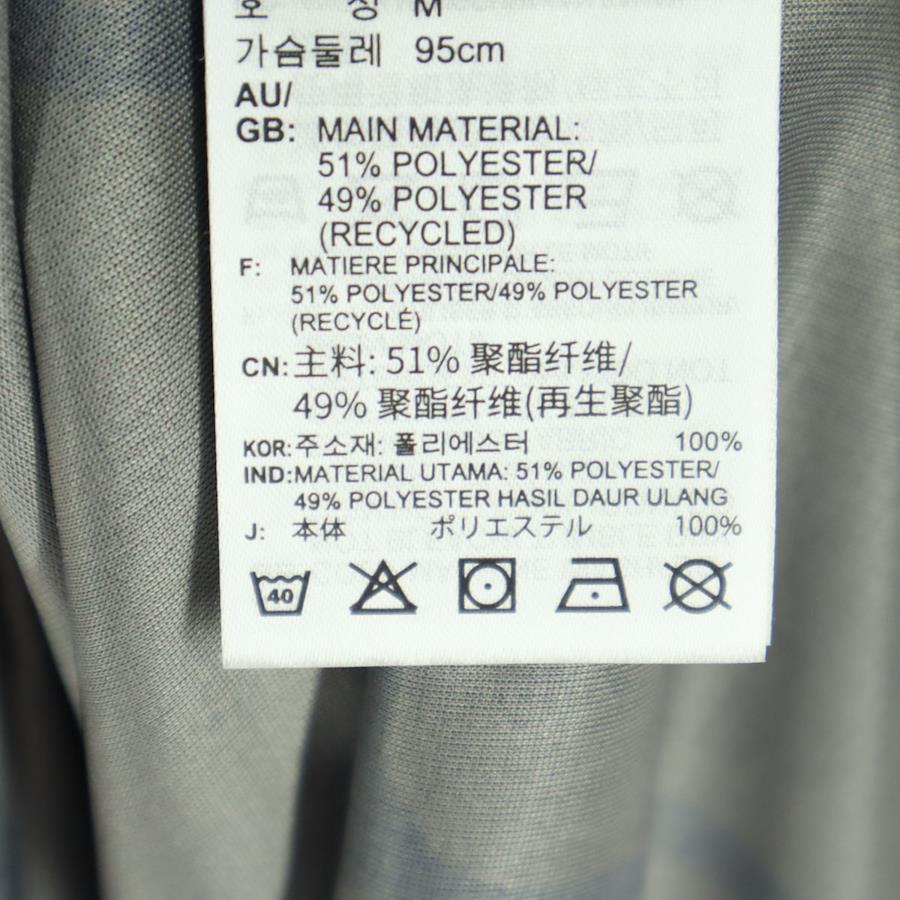 호 칭 M
가슴둘레 95cm
AU/
GB: MAIN MATERIAL:
51% POLYESTER/
49% POLYESTER
(RECYCLED)
F: MATIERE PRINCIPALE:
51% POLYESTER/49% POLYESTER
(RECYCLÉ)
CN: 主料: 51% 聚酯纤维/
49% 聚酯纤维(再生聚酯)
KOR: 주소재: 폴리에스터 100%
IND: MATERIAL UTAMA: 51% POLYESTER/
49% POLYESTER HASIL DAUR ULANG
J: 本体 ポリエステル 100%
40